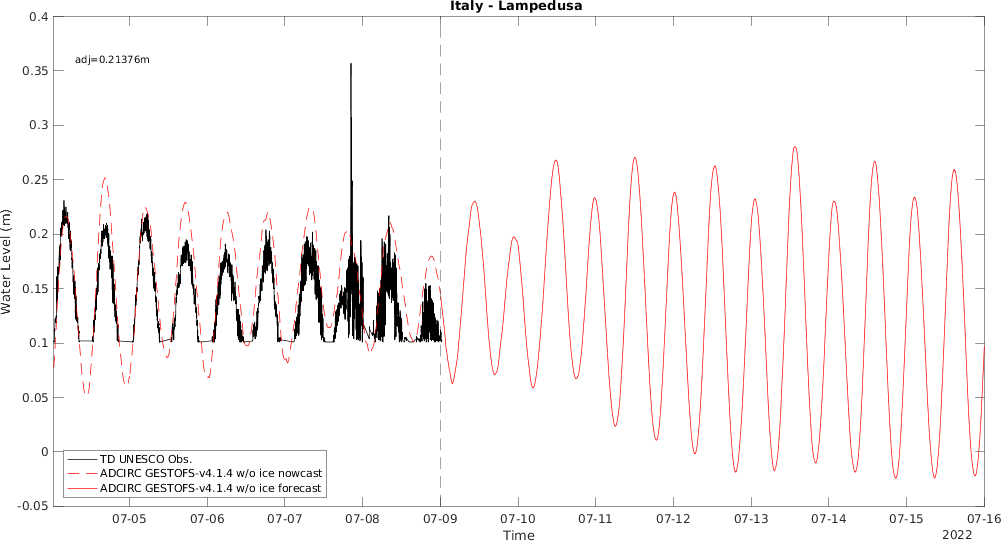 Italy - Lampedusa
adj=0.21376m
Water Level (m)
0.4
0.35
0.3
0.25
0.2
0.15
0.1
0.05
0
-0.05
TD UNESCO Obs.
ADCIRC GESTOFS-v4.1.4 w/o ice nowcast
ADCIRC GESTOFS-v4.1.4 w/o ice forecast
07-05 07-06 07-07 07-08 07-09 07-10 07-11 07-12 07-13 07-14 07-15 07-16
Time
2022